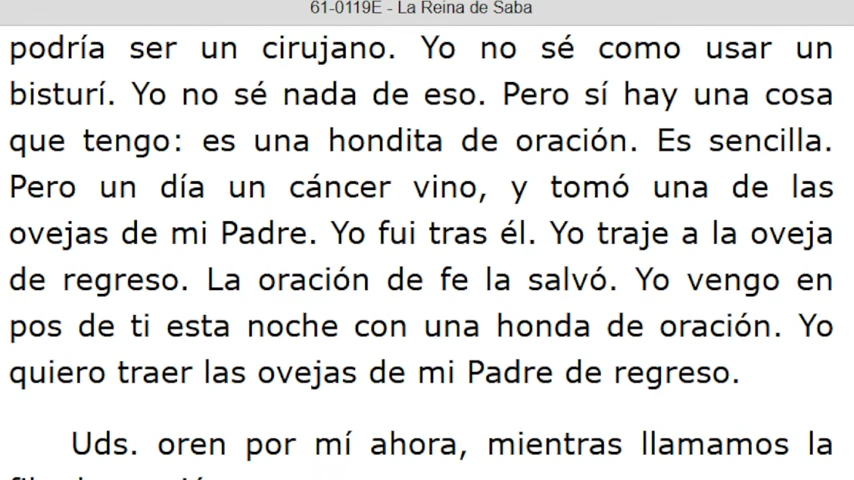 61-0119E - La Reina de Saba
podría ser un cirujano. Yo no sé como usar un
bisturí. Yo no sé nada de eso. Pero sí hay una cosa
que tengo: es una hondita de oración. Es sencilla.
Pero un día un cáncer vino, y tomó una de las
ovejas de mi Padre. Yo fui tras él. Yo traje a la oveja
de regreso. La oración de fe la salvó. Yo vengo en
pos de ti esta noche con una honda de oración. Yo
quiero traer las ovejas de mi Padre de regreso.
Uds. oren por mí ahora, mientras llamamos la